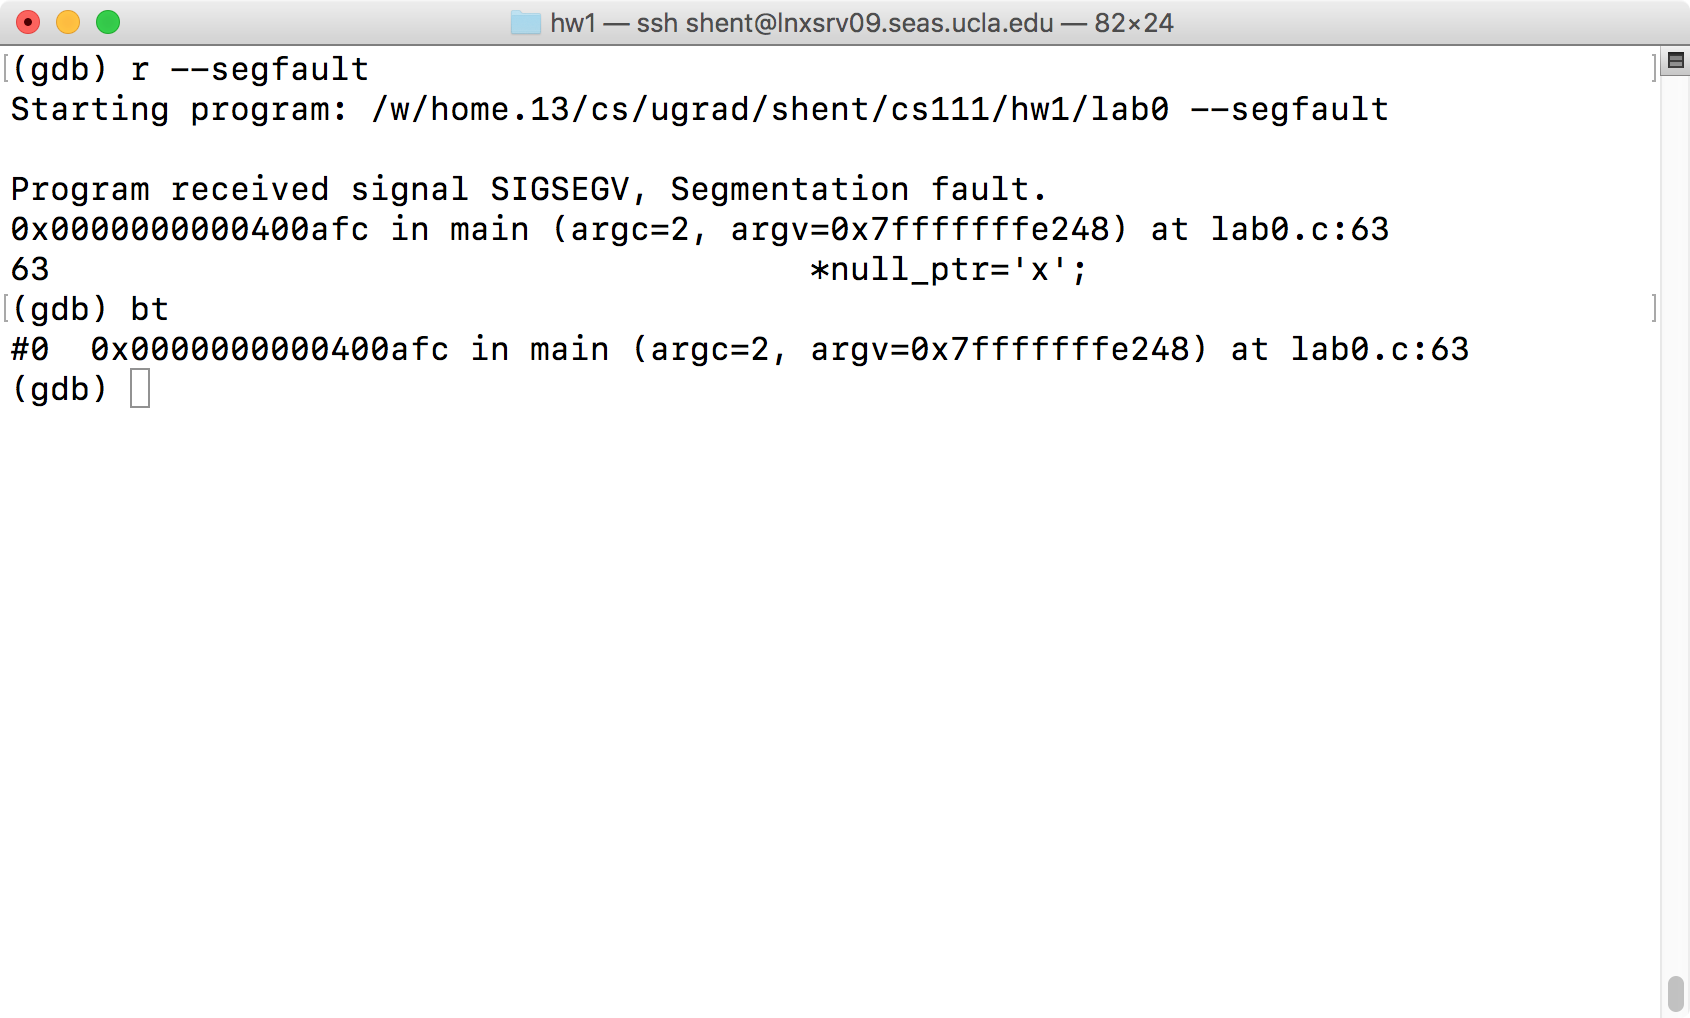 hw1 — ssh shent@lnxsrv09.seas.ucla.edu — 82×24
[(gdb) r --segfault ]
Starting program: /w/home.13/cs/ugrad/shent/cs111/hw1/lab0 --segfault
Program received signal SIGSEGV, Segmentation fault.
0x0000000000400afc in main (argc=2, argv=0x7fffffffe248) at lab0.c:63
63 *null_ptr='x';
[(gdb) bt ]
#0 0x0000000000400afc in main (argc=2, argv=0x7fffffffe248) at lab0.c:63
(gdb)